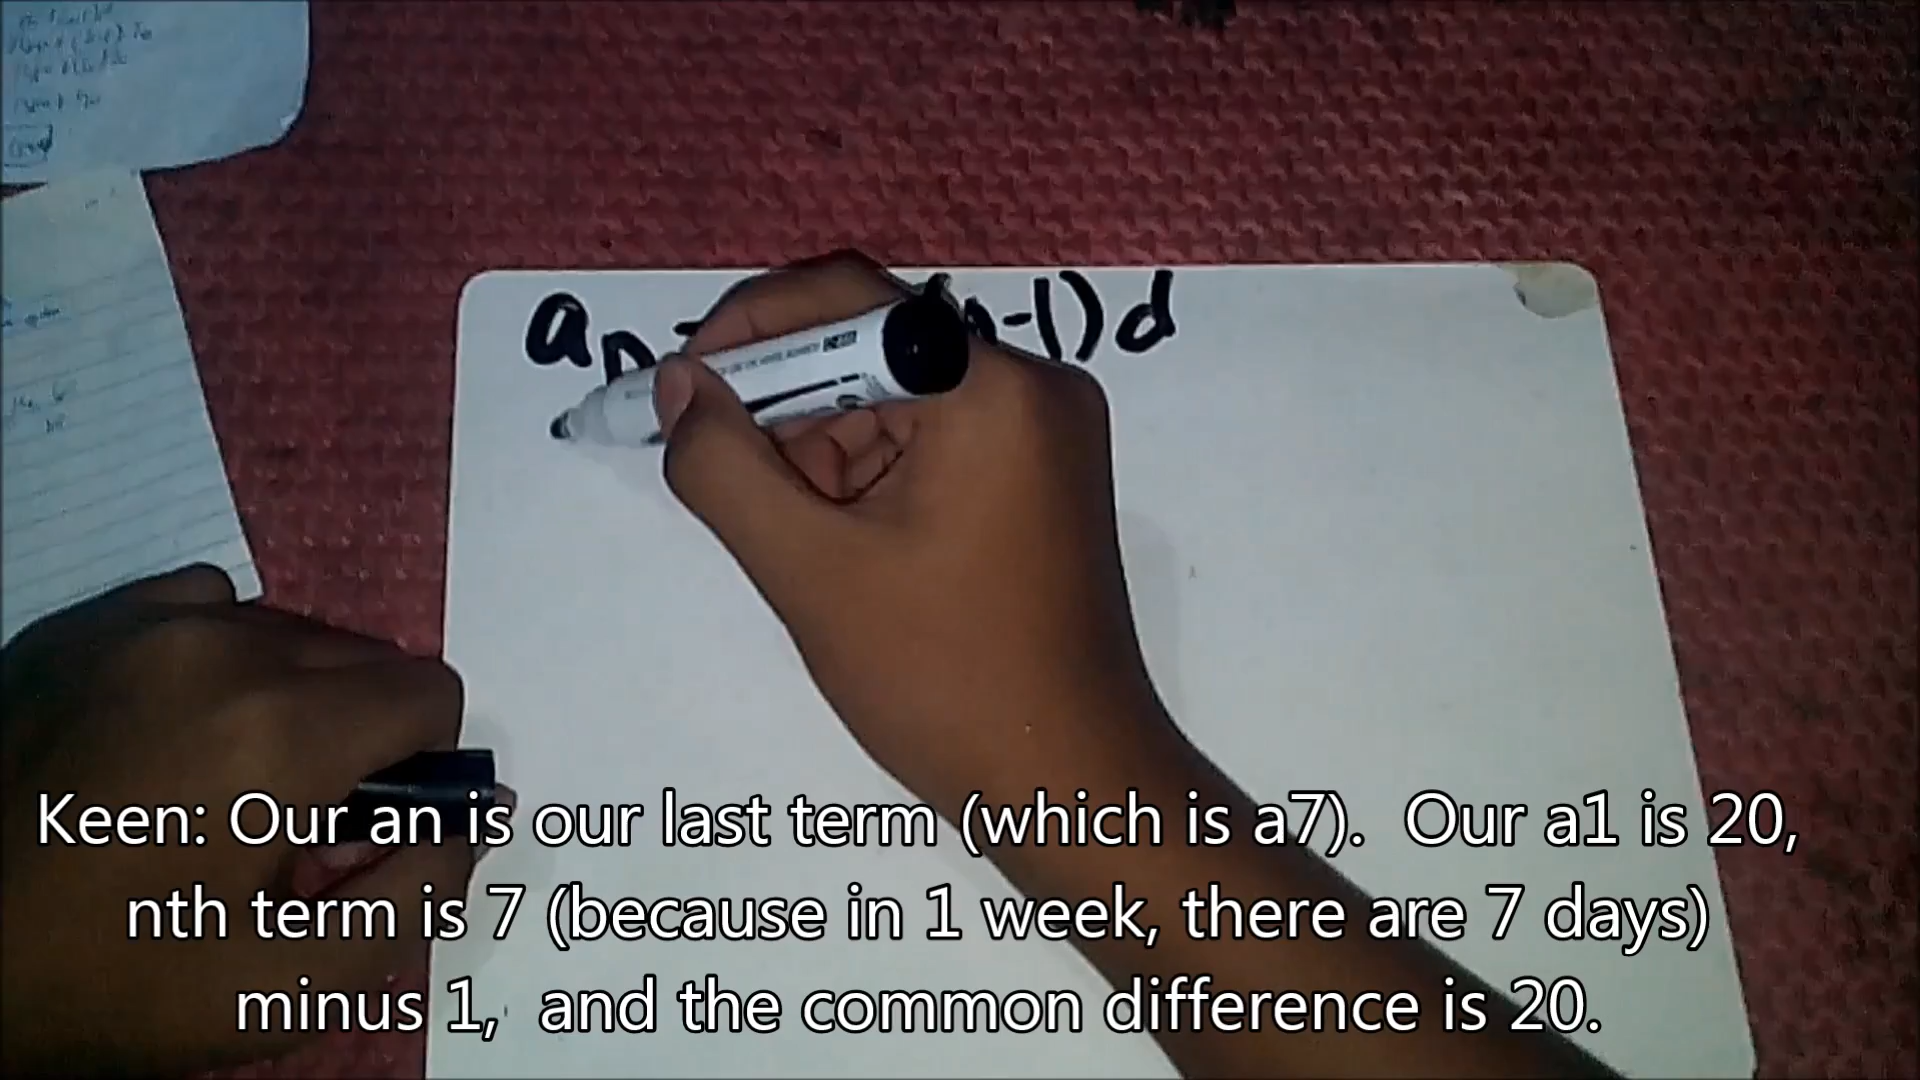 an = (n-1)d
Keen: Our an is our last term (which is a7). Our a1 is 20,
nth term is 7 (because in 1 week, there are 7 days)
minus 1, and the common difference is 20.